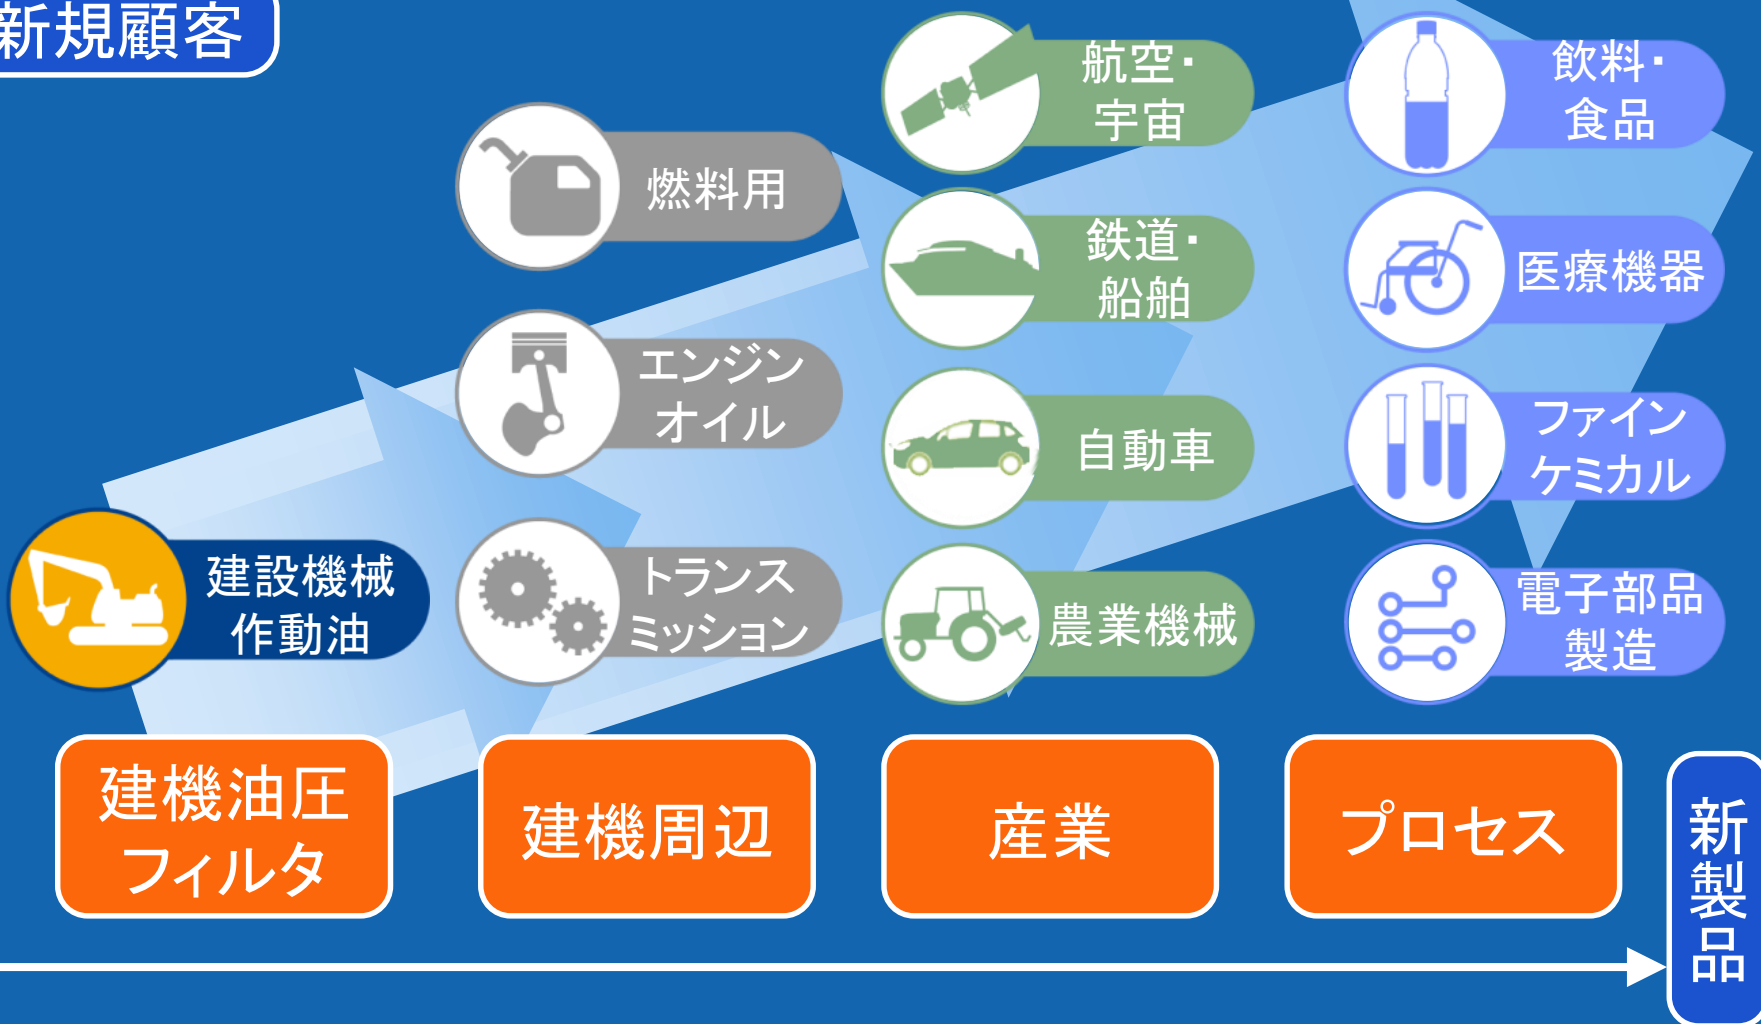 新規顧客
建設機械
作動油
燃料用
エンジン
オイル
トランス
ミッション
航空・
宇宙
鉄道・
船舶
自動車
農業機械
飲料・
食品
医療機器
ファイン
ケミカル
電子部品
製造
建機油圧
フィルタ
建機周辺
産業
プロセス
新製品